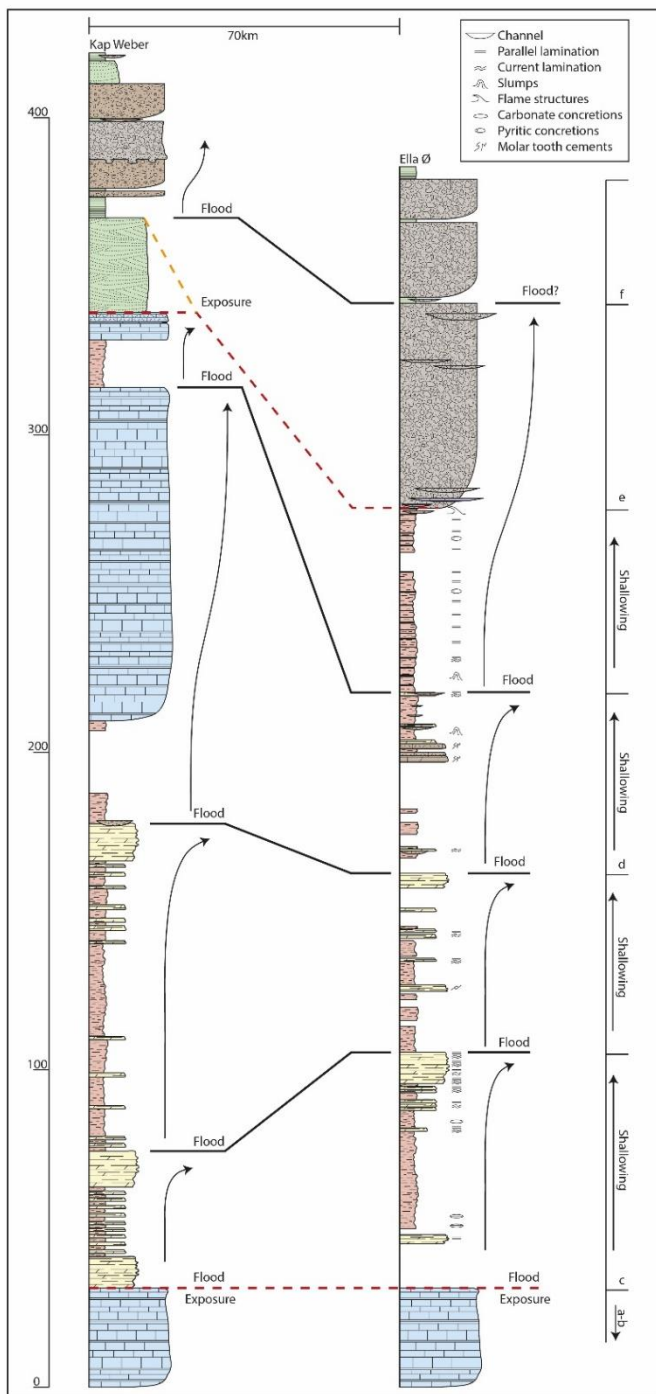 Kap Weber
70km
Channel
Parallel lamination
Current lamination
Slumps
Flame structures
Carbonate concretions
Pyritic concretions
Molar tooth cements
400
Ella Ø
Flood
Flood?
f
Exposure
Flood
300
e
Shallowing
Flood
200
Shallowing
Flood
Flood
d
Shallowing
100
Flood
Flood
Shallowing
Flood
Exposure
Flood
Exposure
c
a-b
0